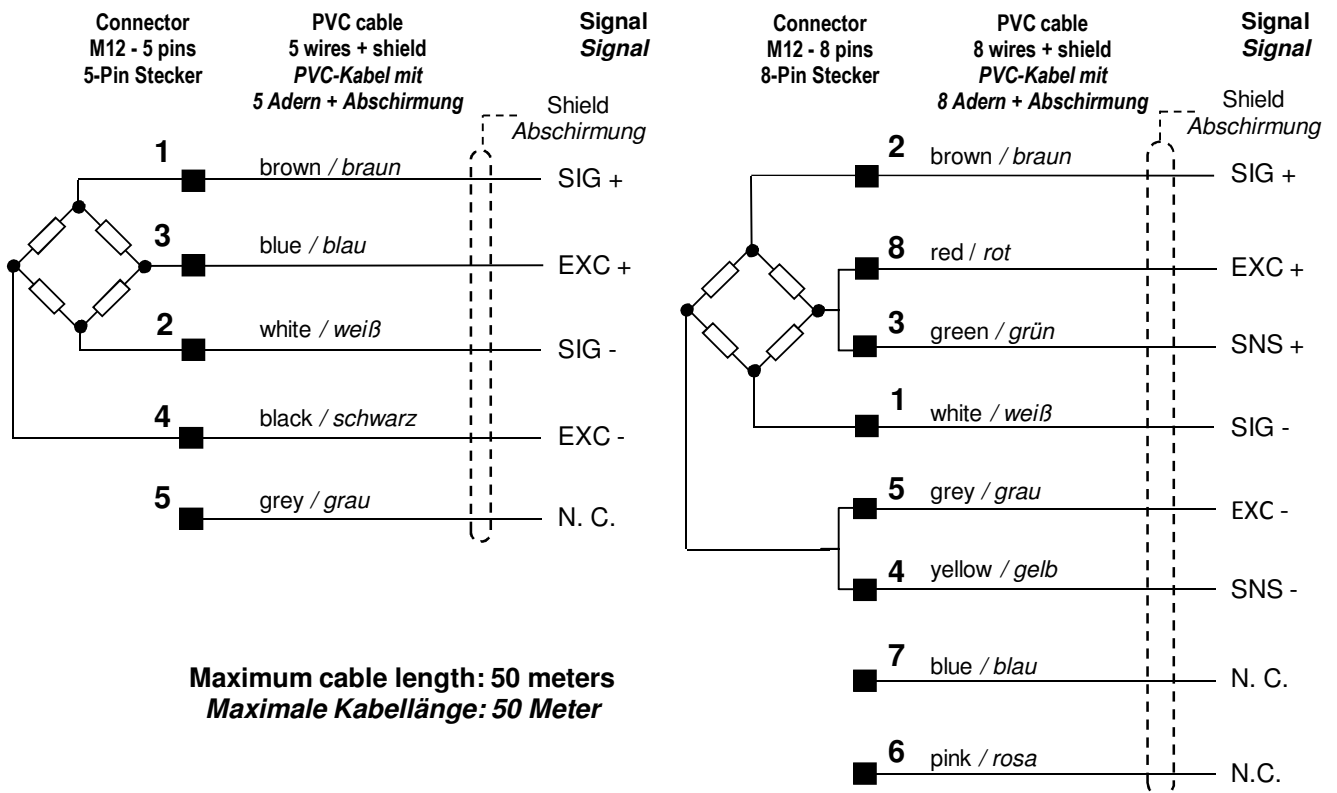 Connector
M12 - 5 pins
5-Pin Stecker
PVC cable
5 wires + shield
PVC-Kabel mit
5 Adern + Abschirmung
Signal
Signal
Shield
Abschirmung
1 brown / braun SIG +
3 blue / blau EXC +
2 white / weiß SIG -
4 black / schwarz EXC -
5 grey / grau N. C.
Maximum cable length: 50 meters
Maximale Kabellänge: 50 Meter
Connector
M12 - 8 pins
8-Pin Stecker
PVC cable
8 wires + shield
PVC-Kabel mit
8 Adern + Abschirmung
Signal
Signal
Shield
Abschirmung
2 brown / braun SIG +
8 red / rot EXC +
3 green / grün SNS +
1 white / weiß SIG -
5 grey / grau EXC -
4 yellow / gelb SNS -
7 blue / blau N. C.
6 pink / rosa N.C.